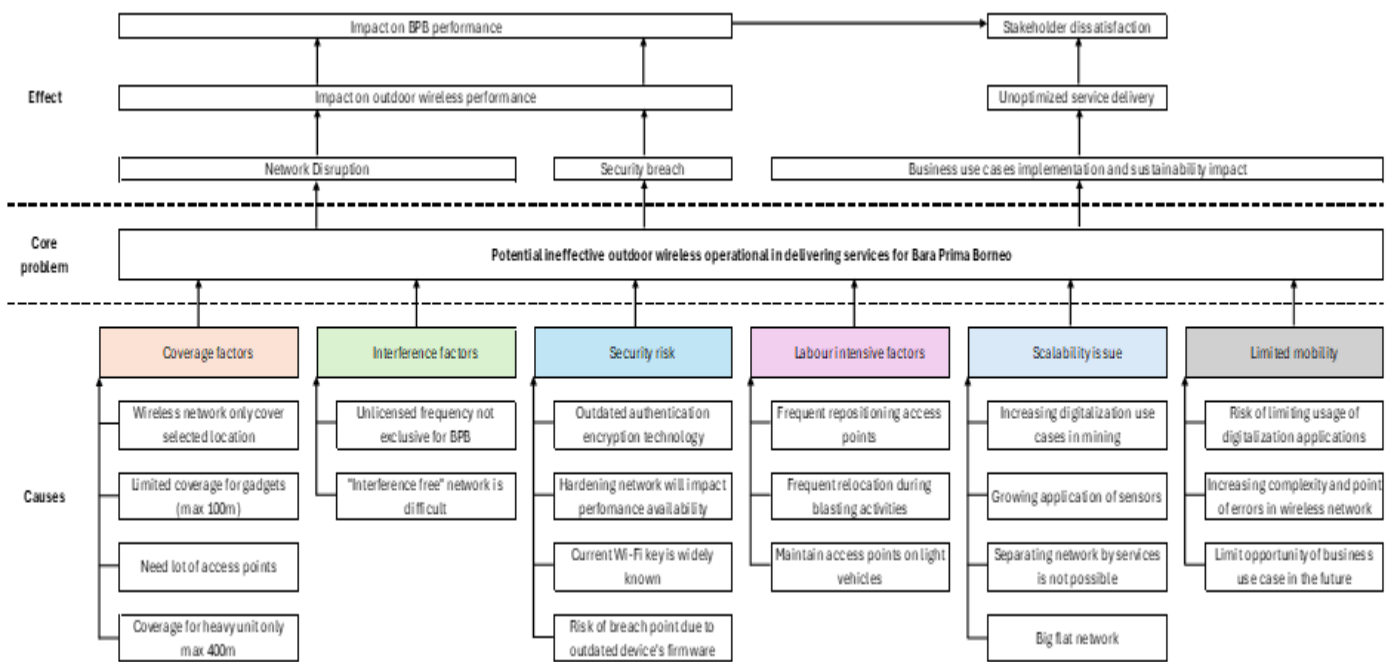 Impact on BPB performance
Stakeholder dissatisfaction
Effect
Impact on outdoor wireless performance
Unoptimized service delivery
Network Disruption
Security breach
Business use cases implementation and sustainability impact
Core
problem
Potential ineffective outdoor wireless operational in delivering services for Bara Prima Borneo
Coverage factors
Interference factors
Security risk
Labour intensive factors
Scalability issue
Limited mobility
Causes
Wireless network only cover
selected location
Limited coverage for gadgets
(max 100m)
Need lot of access points
Coverage for heavy unit only
max 400m
Unlicensed frequency not
exclusive for BPB
"Interference free" network is
difficult
Outdated authentication
encryption technology
Hardening network will impact
perfomance availability
Current Wi-Fi key is widely
known
Risk of breach point due to
outdated device's firmware
Frequent repositioning access
points
Frequent relocation during
blasting activities
Maintain access points on light
vehicles
Increasing digitalization use
cases in mining
Growing application of sensors
Separating network by services
is not possible
Big flat network
Risk of limiting usage of
digitalization applications
Increasing complexity and point
of errors in wireless network
Limit opportunity of business
use case in the future